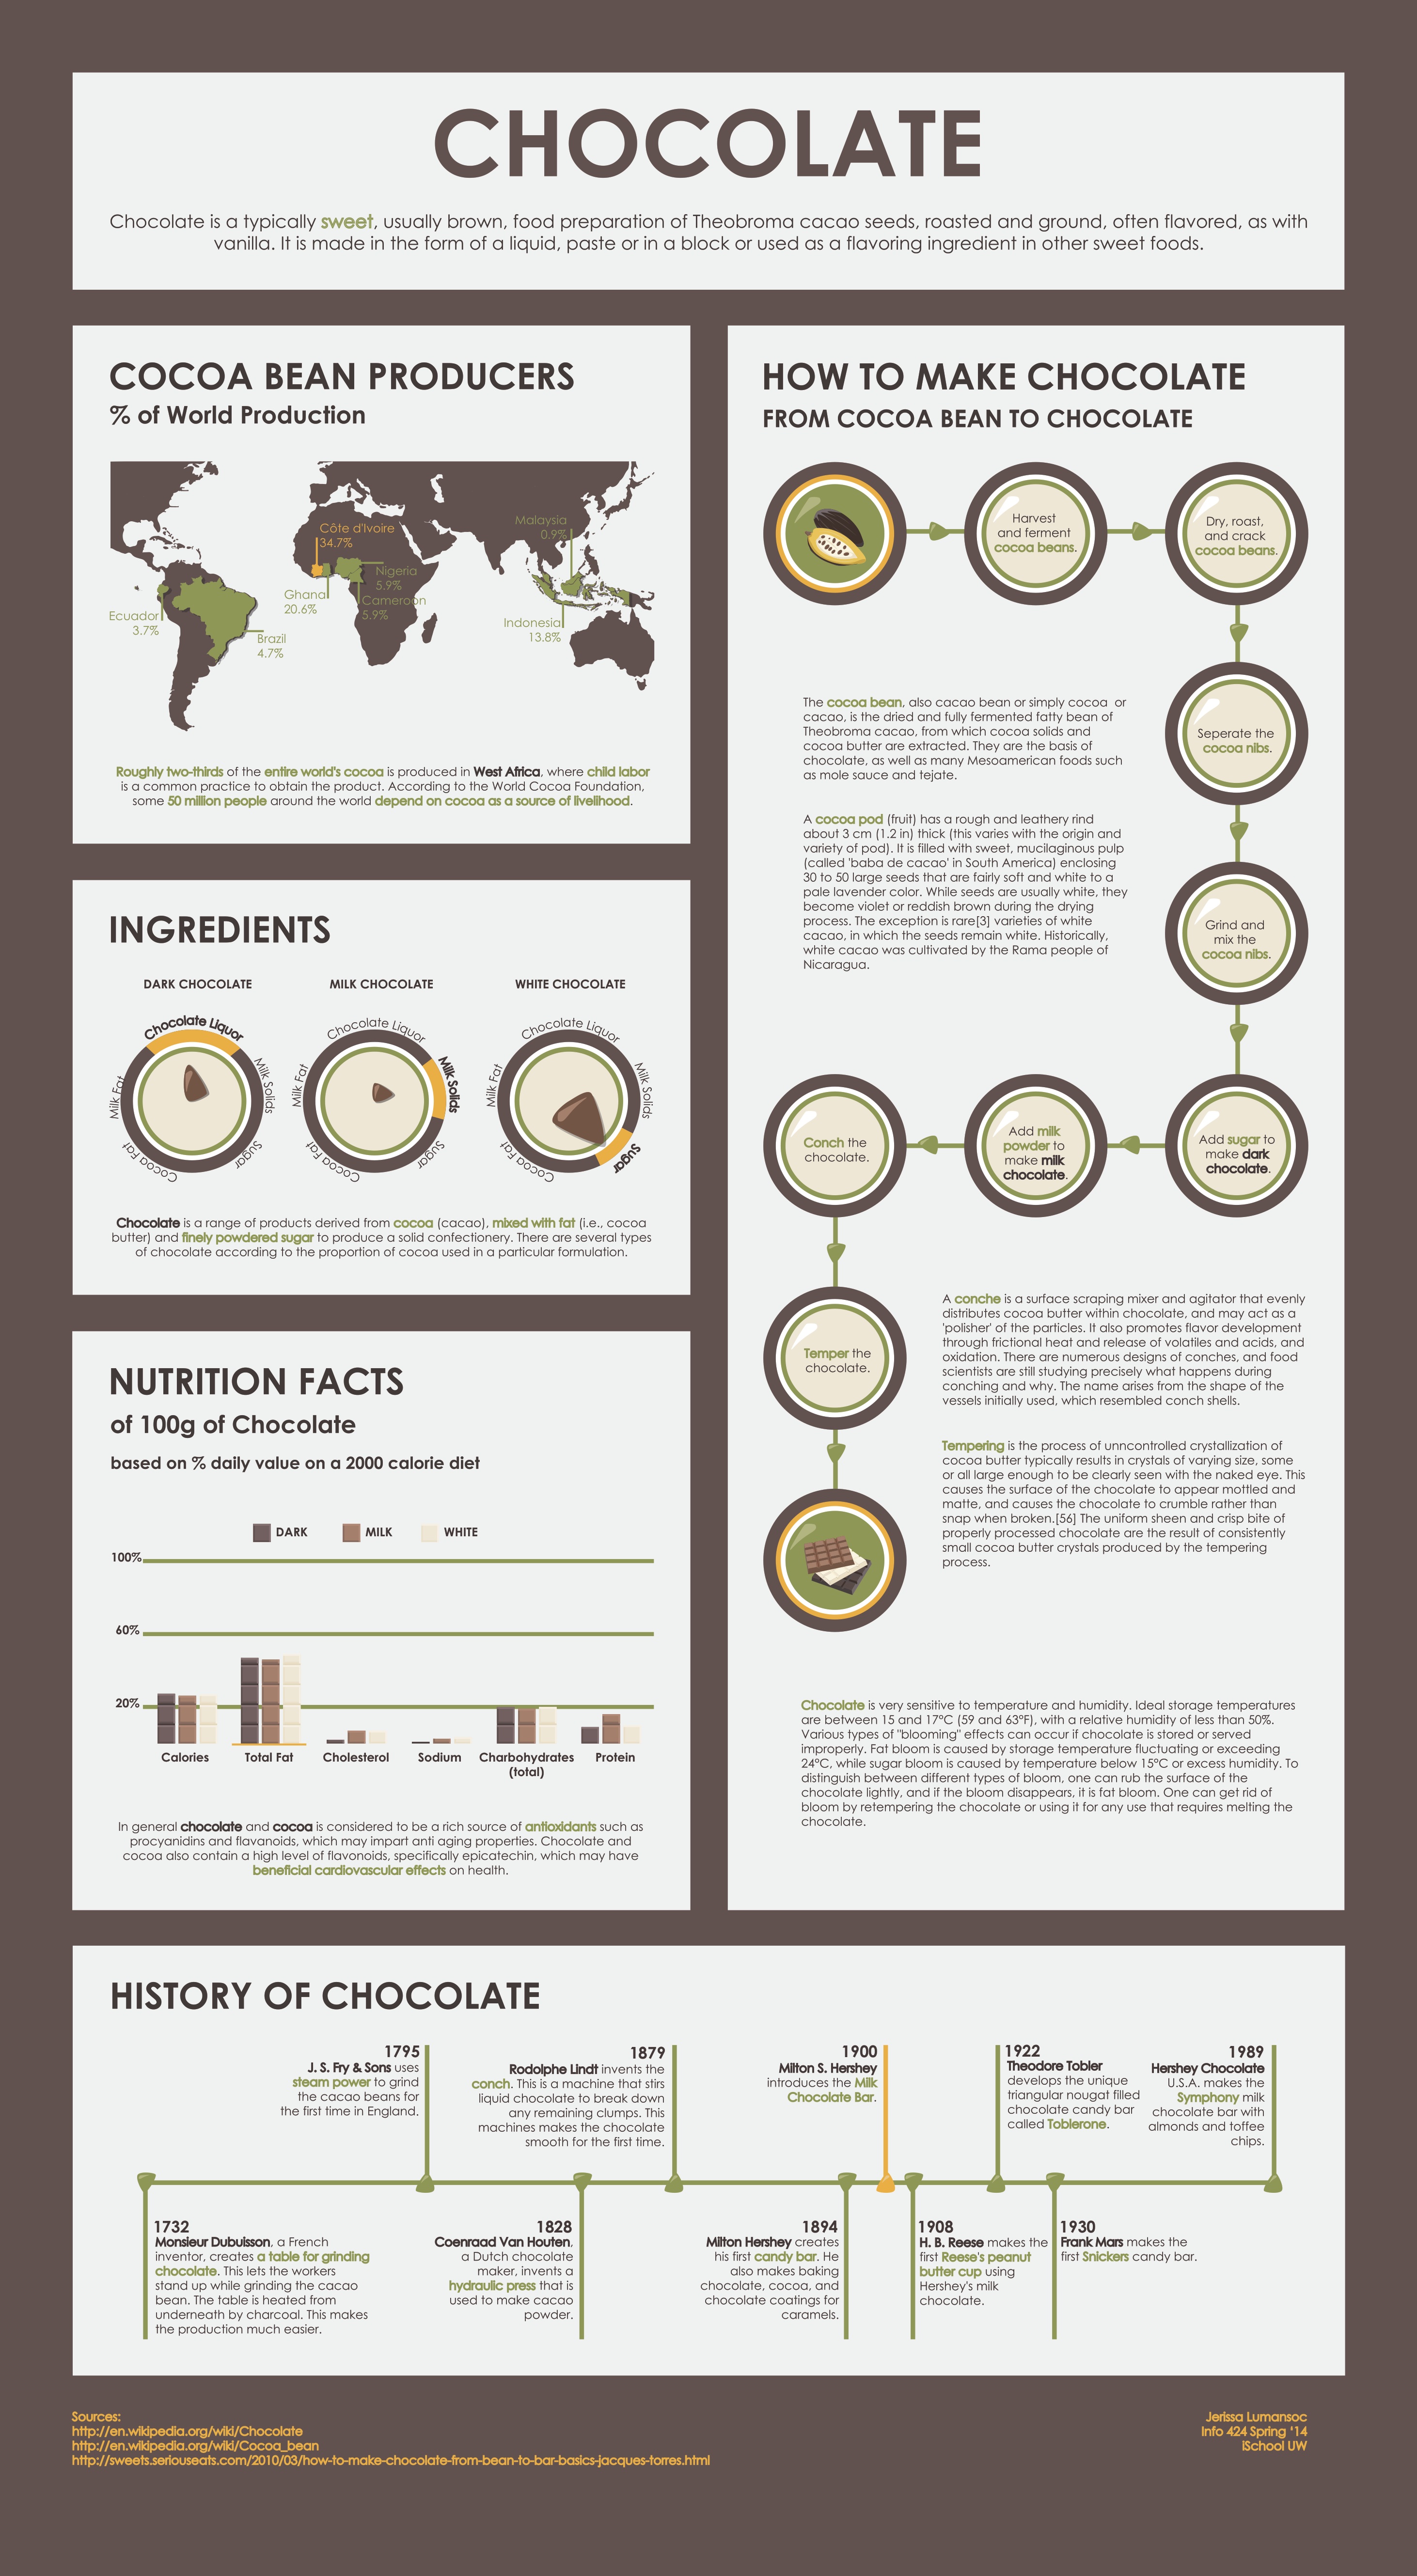 CHOCOLATE
Chocolate is a typically sweet, usually brown, food preparation of Theobroma cacao seeds, roasted and ground, often flavored, as with
vanilla. It is made in the form of a liquid, paste or in a block or used as a flavoring ingredient in other sweet foods.
COCOA BEAN PRODUCERS
% of World Production
Côte d'Ivoire
34.7%
Malaysia
0.9%
Nigeria
5.9%
Ghana
20.6%
Cameroon
5.9%
Ecuador
3.7%
Brazil
4.7%
Indonesia
13.8%
Roughly two-thirds of the entire world's cocoa is produced in West Africa, where child labor
is a common practice to obtain the product. According to the World Cocoa Foundation,
some 50 million people around the world depend on cocoa as a source of livelihood.
INGREDIENTS
DARK CHOCOLATE
Chocolate Liquor
Milk Solids
Sugar
Cocoa Fat
Milk Fat
MILK CHOCOLATE
Chocolate Liquor
Milk Solids
Sugar
Cocoa Fat
Milk Fat
WHITE CHOCOLATE
Chocolate Liquor
Milk Solids
Sugar
Cocoa Fat
Milk Fat
Chocolate is a range of products derived from cocoa (cacao), mixed with fat (i.e., cocoa
butter) and finely powdered sugar to produce a solid confectionery. There are several types
of chocolate according to the proportion of cocoa used in a particular formulation.
NUTRITION FACTS
of 100g of Chocolate
based on % daily value on a 2000 calorie diet
DARK MILK WHITE
100%
60%
20%
Calories Total Fat Cholesterol Sodium Charbohydrates Protein
(total)
In general chocolate and cocoa is considered to be a rich source of antioxidants such as
procyanidins and flavanoids, which may impart anti aging properties. Chocolate and
cocoa also contain a high level of flavonoids, specifically epicatechin, which may have
beneficial cardiovascular effects on health.
HOW TO MAKE CHOCOLATE
FROM COCOA BEAN TO CHOCOLATE
Harvest
and ferment
cocoa beans.
Dry, roast,
and crack
cocoa beans.
Seperate the
cocoa nibs.
The cocoa bean, also cacao bean or simply cocoa or
cacao, is the dried and fully fermented fatty bean of
Theobroma cacao, from which cocoa solids and
cocoa butter are extracted. They are the basis of
chocolate, as well as many Mesoamerican foods such
as mole sauce and tejate.
A cocoa pod (fruit) has a rough and leathery rind
about 3 cm (1.2 in) thick (this varies with the origin and
variety of pod). It is filled with sweet, mucilaginous pulp
(called 'baba de cacao' in South America) enclosing
30 to 50 large seeds that are fairly soft and white to a
pale lavender color. While seeds are usually white, they
become violet or reddish brown during the drying
process. The exception is rare[3] varieties of white
cacao, in which the seeds remain white. Historically,
white cacao was cultivated by the Rama people of
Nicaragua.
Grind and
mix the
cocoa nibs.
Add sugar to
make dark
chocolate.
Add milk
powder to
make milk
chocolate.
Conch the
chocolate.
Temper the
chocolate.
A conche is a surface scraping mixer and agitator that evenly
distributes cocoa butter within chocolate, and may act as a
'polisher' of the particles. It also promotes flavor development
through frictional heat and release of volatiles and acids, and
oxidation. There are numerous designs of conches, and food
scientists are still studying precisely what happens during
conching and why. The name arises from the shape of the
vessels initially used, which resembled conch shells.
Tempering is the process of unncontrolled crystallization of
cocoa butter typically results in crystals of varying size, some
or all large enough to be clearly seen with the naked eye. This
causes the surface of the chocolate to appear mottled and
matte, and causes the chocolate to crumble rather than
snap when broken.[56] The uniform sheen and crisp bite of
properly processed chocolate are the result of consistently
small cocoa butter crystals produced by the tempering
process.
Chocolate is very sensitive to temperature and humidity. Ideal storage temperatures
are between 15 and 17°C (59 and 63°F), with a relative humidity of less than 50%.
Various types of "blooming" effects can occur if chocolate is stored or served
improperly. Fat bloom is caused by storage temperature fluctuating or exceeding
24°C, while sugar bloom is caused by temperature below 15°C or excess humidity. To
distinguish between different types of bloom, one can rub the surface of the
chocolate lightly, and if the bloom disappears, it is fat bloom. One can get rid of
bloom by retempering the chocolate or using it for any use that requires melting the
chocolate.
HISTORY OF CHOCOLATE
1795
J. S. Fry & Sons uses
steam power to grind
the cacao beans for
the first time in England.
1879
Rodolphe Lindt invents the
conch. This is a machine that stirs
liquid chocolate to break down
any remaining clumps. This
machines makes the chocolate
smooth for the first time.
1900
Milton S. Hershey
introduces the Milk
Chocolate Bar.
1922
Theodore Tobler
develops the unique
triangular nougat filled
chocolate candy bar
called Toblerone.
1989
Hershey Chocolate
U.S.A. makes the
Symphony milk
chocolate bar with
almonds and toffee
chips.
1732
Monsieur Dubuisson, a French
inventor, creates a table for grinding
chocolate. This lets the workers
stand up while grinding the cacao
bean. The table is heated from
underneath by charcoal. This makes
the production much easier.
1828
Coenraad Van Houten,
a Dutch chocolate
maker, invents a
hydraulic press that is
used to make cacao
powder.
1894
Milton Hershey creates
his first candy bar. He
also makes baking
chocolate, cocoa, and
chocolate coatings for
caramels.
1908
H. B. Reese makes the
first Reese's peanut
butter cup using
Hershey's milk
chocolate.
1930
Frank Mars makes the
first Snickers candy bar.
Sources:
http://en.wikipedia.org/wiki/Chocolate
http://en.wikipedia.org/wiki/Cocoa_bean
http://sweets.seriouseats.com/2010/03/how-to-make-chocolate-from-bean-to-bar-basics-jacques-torres.html
Jerissa Lumansoc
Info 424 Spring '14
iSchool UW